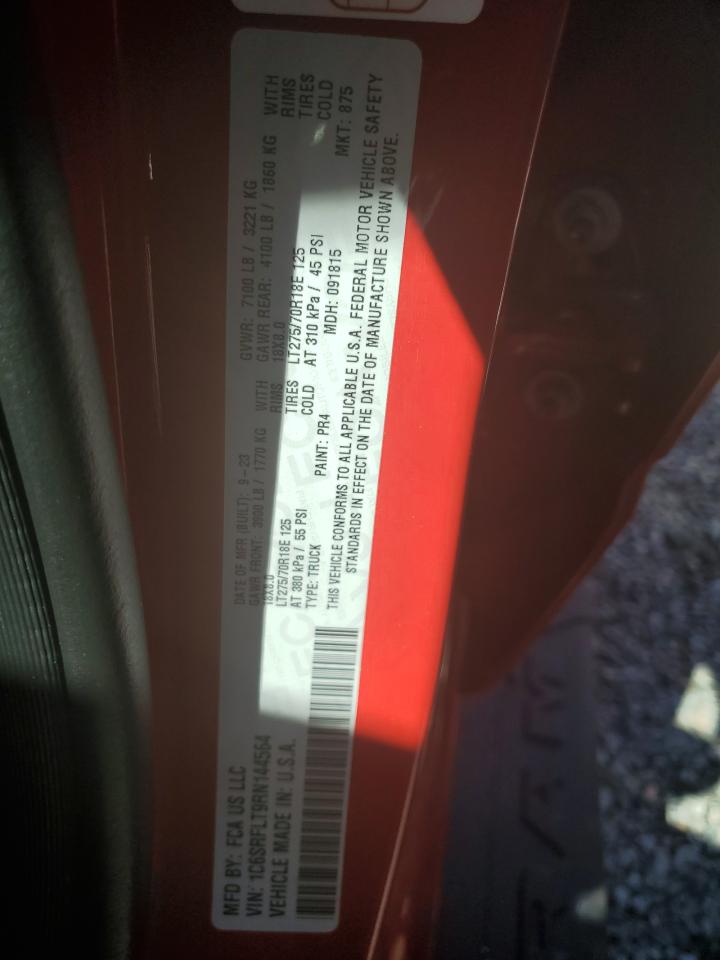 MFD BY: FCA US LLC
DATE OF MFR (BUILT): 9-23
GVWR: 7100 LB / 3221 KG
GAWR FRONT: 3900 LB / 1770 KG WITH
GAWR REAR: 4100 LB / 1860 KG WITH
18X8.0 RIMS
18X8.0 RIMS
LT275/70R18E 125 TIRES
LT275/70R18E 125 TIRES
AT 380 kPa / 55 PSI COLD
AT 310 kPa / 45 PSI COLD
VIN: 1C6SRFLT9RN144564
TYPE: TRUCK
PAINT: PR4
MDH: 091815
MKT: 875
VEHICLE MADE IN: U.S.A.
THIS VEHICLE CONFORMS TO ALL APPLICABLE U.S.A. FEDERAL MOTOR VEHICLE SAFETY
STANDARDS IN EFFECT ON THE DATE OF MANUFACTURE SHOWN ABOVE.